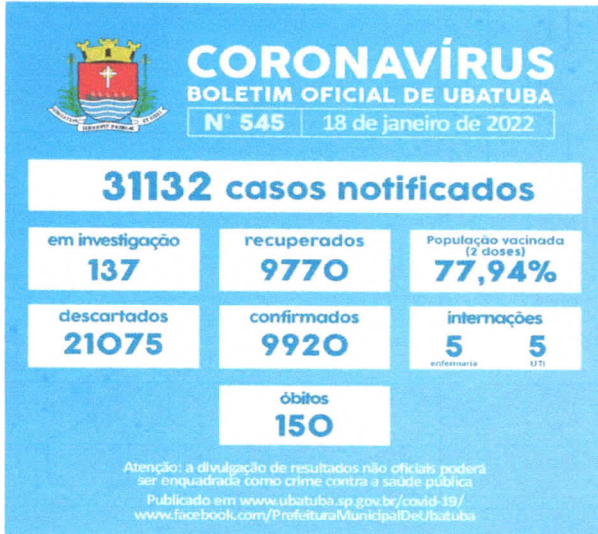 CORONAVÍRUS
BOLETIM OFICIAL DE UBATUBA
N° 545 18 de janeiro de 2022
31132 casos notificados
em investigação
137
recuperados
9770
População vacinada
(2 doses)
77,94%
descartados
21075
confirmados
9920
internações
5 5
enfermaria UTI
óbitos
150
Atenção: a divulgação de resultados não oficiais poderá
ser enquadrada como crime contra a saúde pública
Publicado em www.ubatuba.sp.gov.br/covid-19/
www.facebook.com/PrefeituraMunicipalDeUbatuba